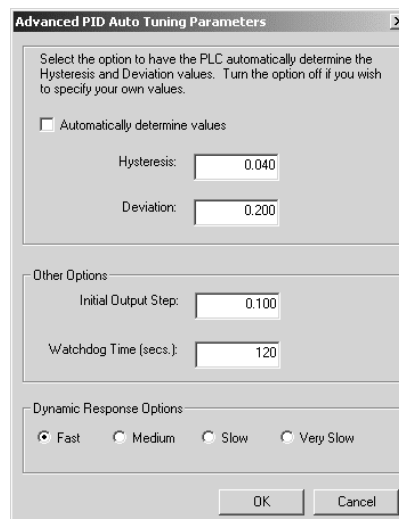 Advanced PID Auto Tuning Parameters
Select the option to have the PLC automatically determine the
Hysteresis and Deviation values. Turn the option off if you wish
to specify your own values.
Automatically determine values
Hysteresis: 0.040
Deviation: 0.200
Other Options
Initial Output Step: 0.100
Watchdog Time (secs.): 120
Dynamic Response Options
Fast Medium Slow Very Slow
OK Cancel